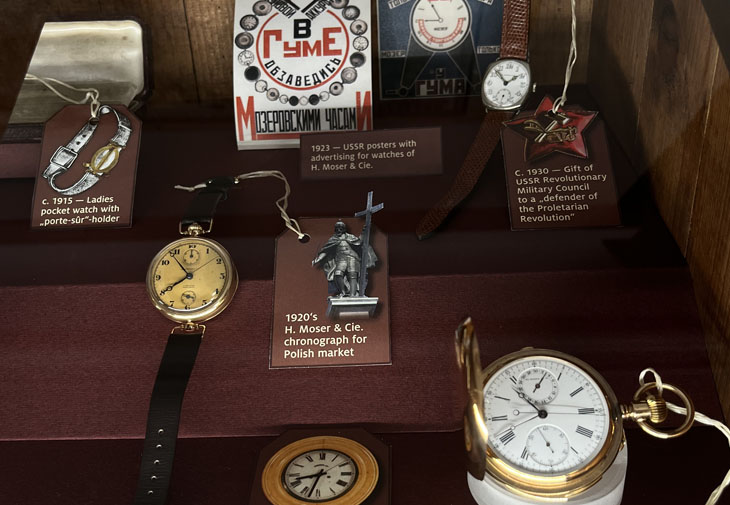 В
ГУМЕ
ОБЗАВЕДИСЬ
МОЗЕРОВСКИМИ ЧАСАМИ
ГУМА
1923 — USSR posters with
advertising for watches of
H. Moser & Cie.
c. 1915 — Ladies
pocket watch with
„porte-sûr"-holder
C. 1930 — Gift of
USSR Revolutionary
Military Council
to a „defender of
the Proletarian
Revolution"
1920's
H. Moser & Cie.
chronograph for
Polish market